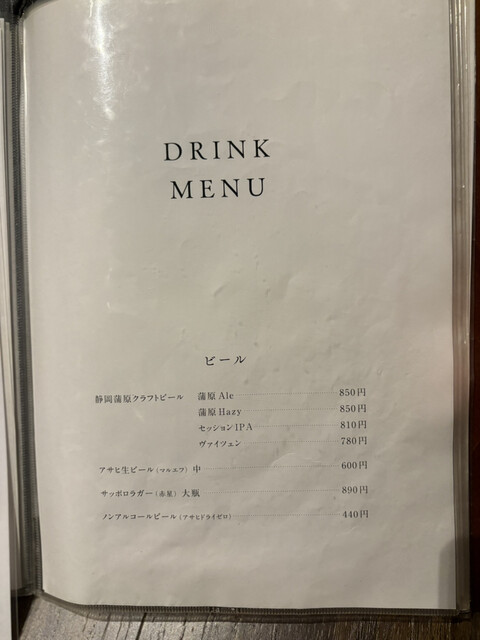 DRINK
MENU
ビール
静岡蒲原クラフトビール 蒲原 Ale 850円
蒲原 Hazy 850円
セッションIPA 810円
ヴァイツェン 780円
アサヒ生ビール(マルエフ) 中 600円
サッポロラガー(赤星) 大瓶 890円
ノンアルコールビール(アサヒドライゼロ) 440円